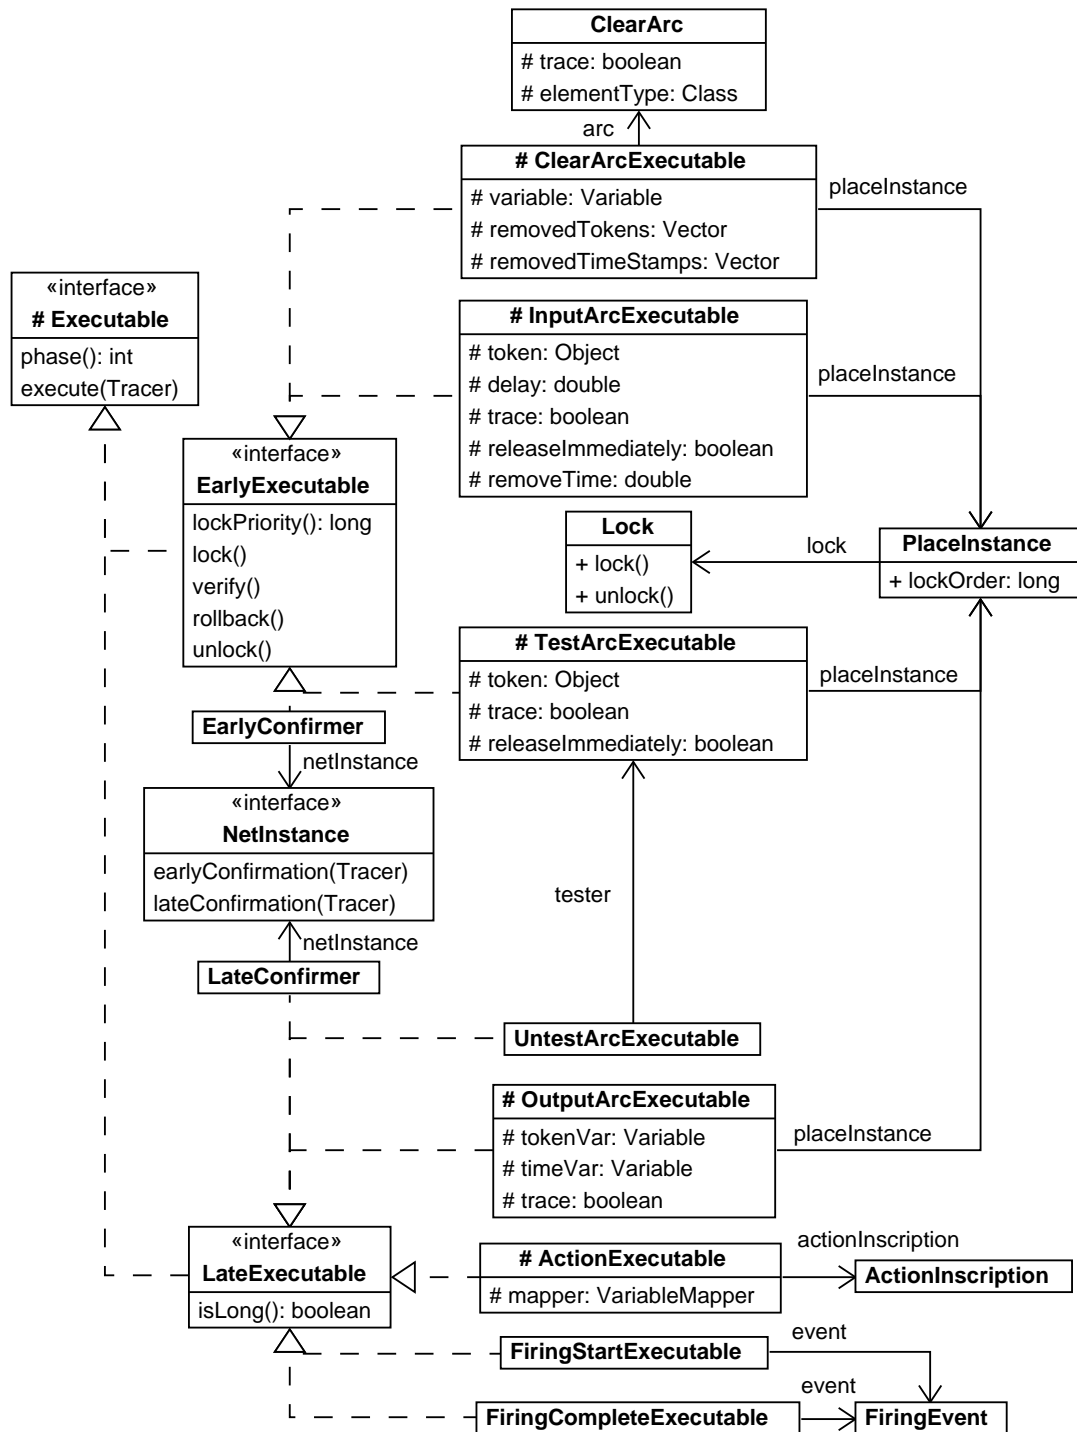 ClearArc
# trace: boolean
# elementType: Class
arc
# ClearArcExecutable
# variable: Variable
# removedTokens: Vector
# removedTimeStamps: Vector
placeInstance
«interface»
# Executable
phase(): int
execute(Tracer)
# InputArcExecutable
# token: Object
# delay: double
# trace: boolean
# releaseImmediately: boolean
# removeTime: double
placeInstance
«interface»
EarlyExecutable
lockPriority(): long
lock()
verify()
rollback()
unlock()
Lock
+ lock()
+ unlock()
lock
PlaceInstance
+ lockOrder: long
# TestArcExecutable
# token: Object
# trace: boolean
# releaseImmediately: boolean
placeInstance
EarlyConfirmer
netInstance
«interface»
NetInstance
earlyConfirmation(Tracer)
lateConfirmation(Tracer)
tester
netInstance
LateConfirmer
UntestArcExecutable
# OutputArcExecutable
# tokenVar: Variable
# timeVar: Variable
# trace: boolean
placeInstance
«interface»
LateExecutable
isLong(): boolean
# ActionExecutable
# mapper: VariableMapper
actionInscription
ActionInscription
FiringStartExecutable
event
FiringCompleteExecutable
event
FiringEvent